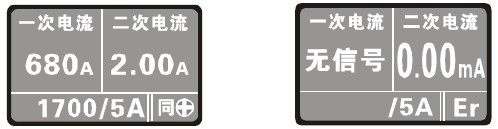 一次电流 二次电流
680A 2.00A
1700/5A 同
一次电流 二次电流
无信号 0.00mA
/5A Er